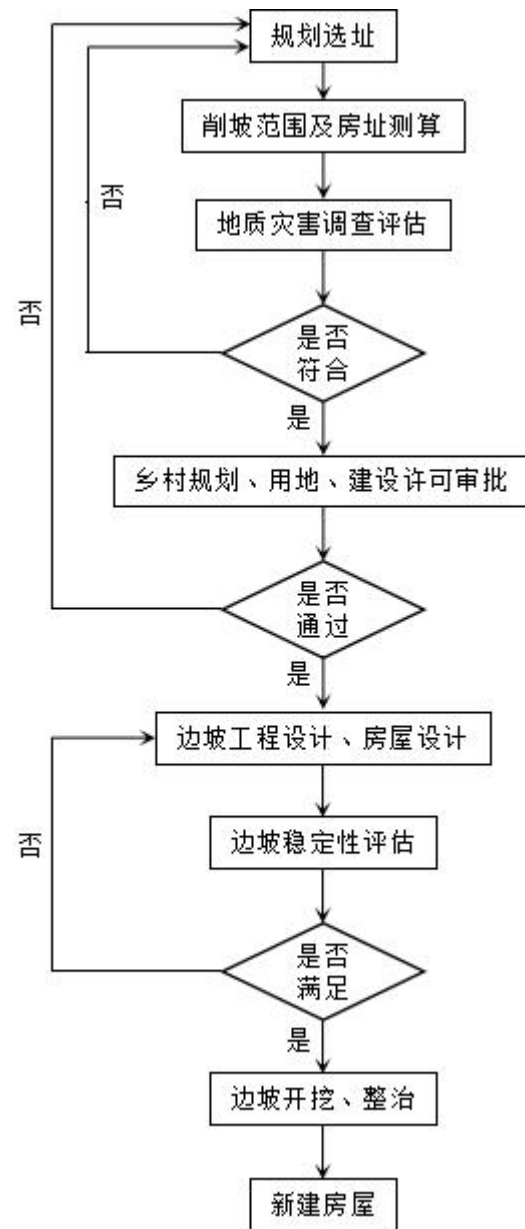 规划选址
削坡范围及房址测算
否
地质灾害调查评估
否
是否
符合
是
乡村规划、用地、建设许可审批
是否
通过
是
边坡工程设计、房屋设计
否
边坡稳定性评估
是否
满足
是
边坡开挖、整治
新建房屋